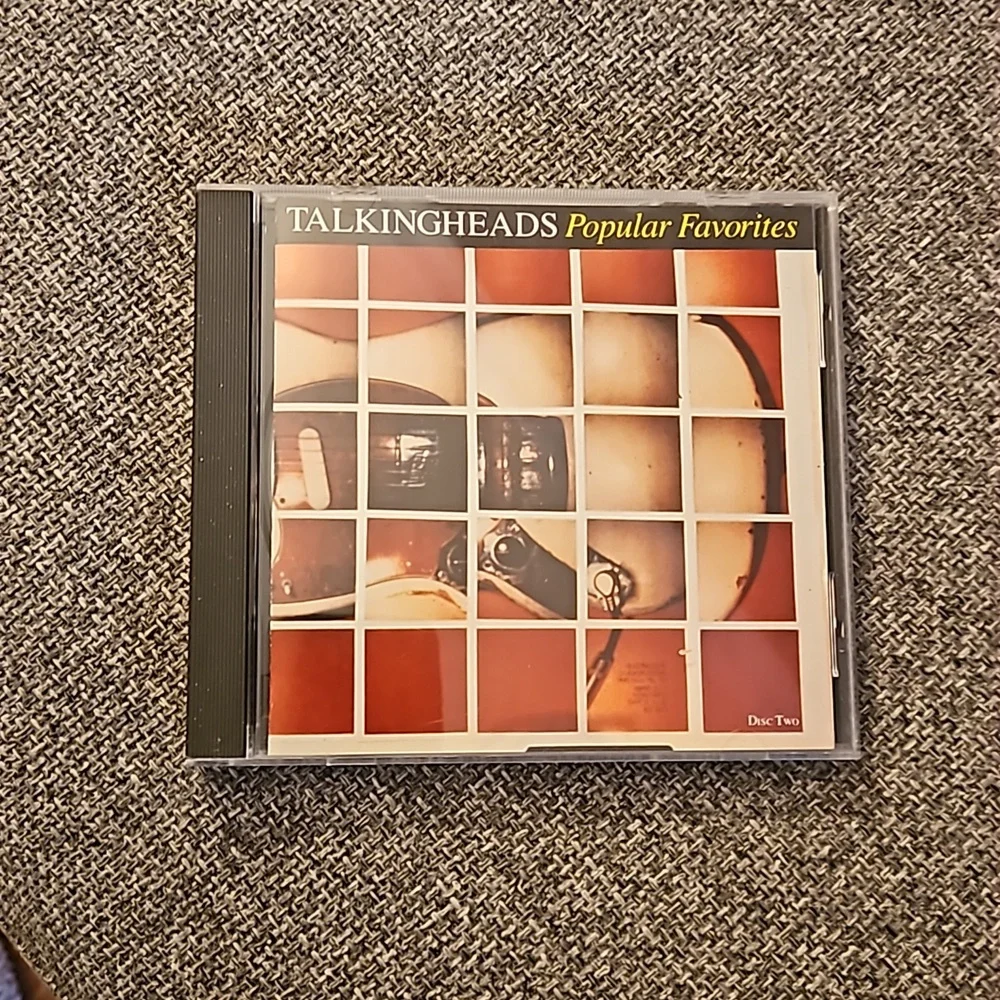 TALKINGHEADS Popular Favorites
Disc Two